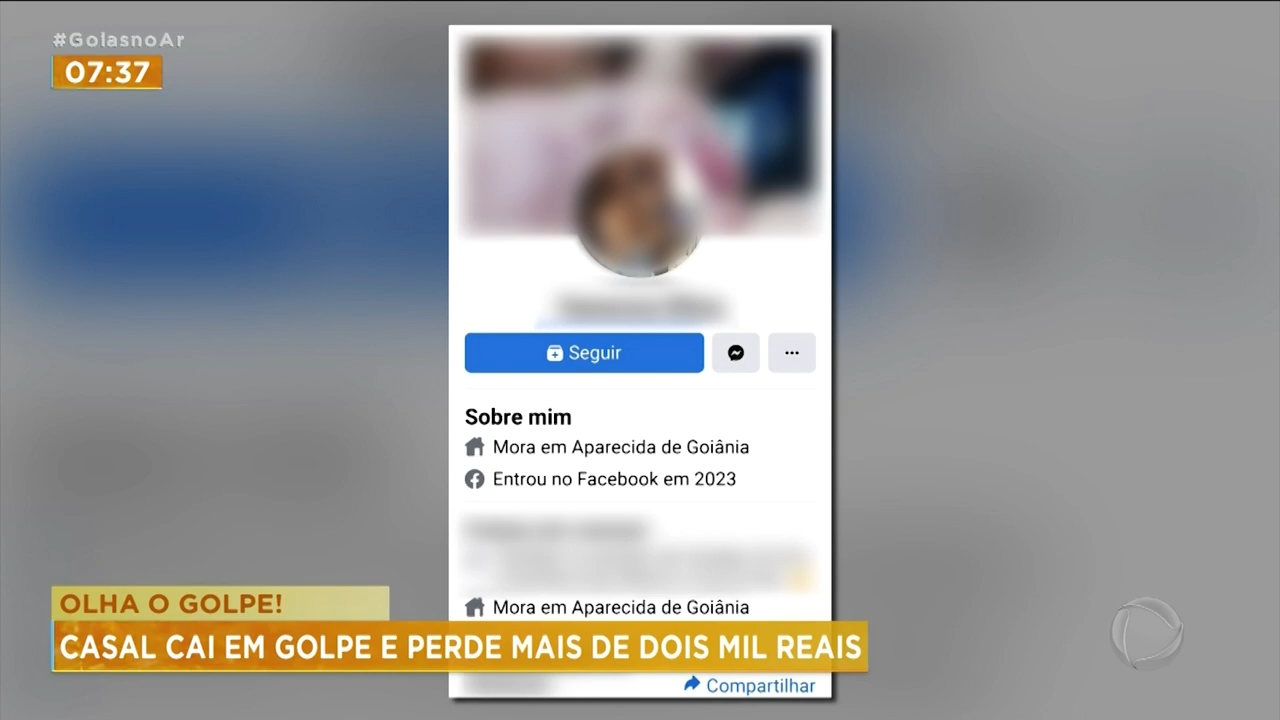 #GoiásnoAr
07:37
Seguir
Sobre mim
Mora em Aparecida de Goiânia
Entrou no Facebook em 2023
Mora em Aparecida de Goiânia
OLHA O GOLPE!
CASAL CAI EM GOLPE E PERDE MAIS DE DOIS MIL REAIS
Compartilhar